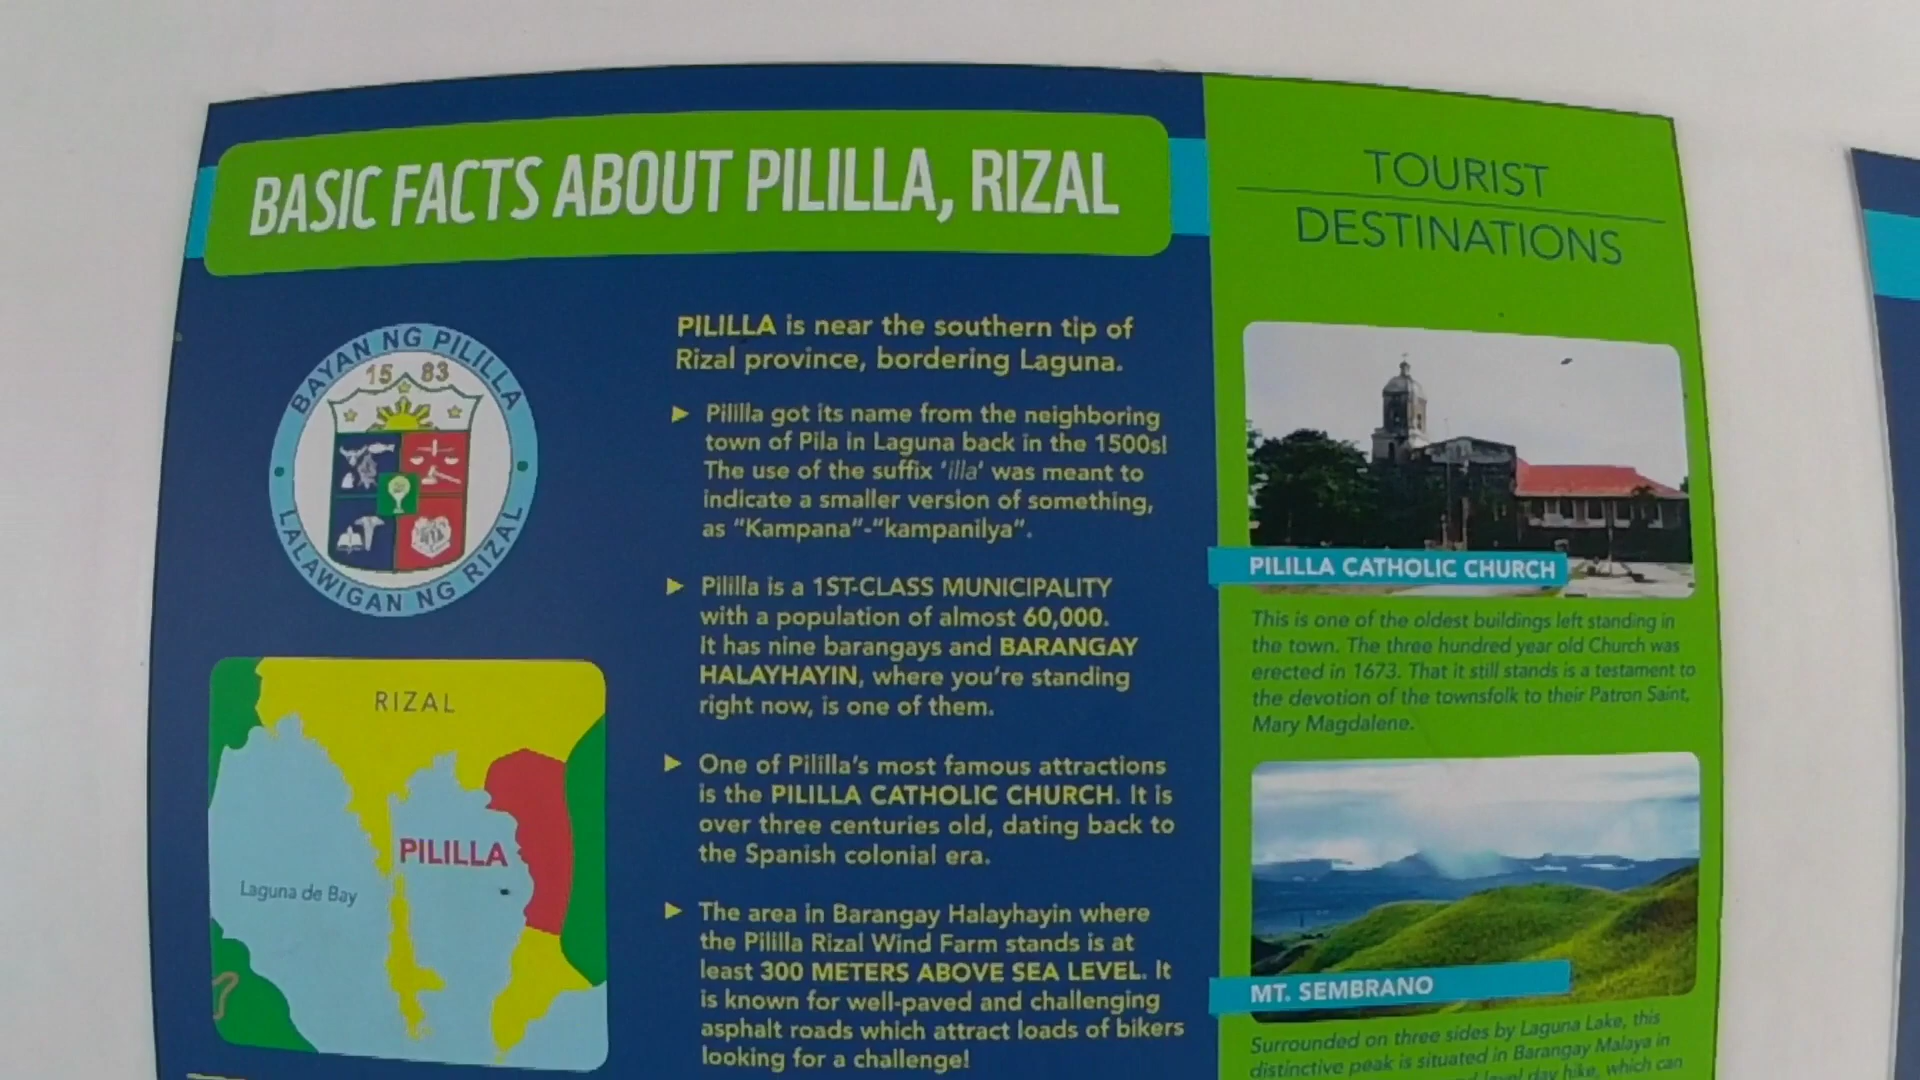 BASIC FACTS ABOUT PILILLA, RIZAL
BAYAN NG PILILLA
15 83
LALAWIGAN NG RIZAL
RIZAL
PILILLA
Laguna de Bay
PILILLA is near the southern tip of
Rizal province, bordering Laguna.
Pililla got its name from the neighboring
town of Pila in Laguna back in the 1500s!
The use of the suffix 'illa' was meant to
indicate a smaller version of something,
as "Kampana"-"kampanilya".
Pililla is a 1ST-CLASS MUNICIPALITY
with a population of almost 60,000.
It has nine barangays and BARANGAY
HALAYHAYIN, where you're standing
right now, is one of them.
One of Pililla's most famous attractions
is the PILILLA CATHOLIC CHURCH. It is
over three centuries old, dating back to
the Spanish colonial era.
The area in Barangay Halayhayin where
the Pililla Rizal Wind Farm stands is at
least 300 METERS ABOVE SEA LEVEL. It
is known for well-paved and challenging
asphalt roads which attract loads of bikers
looking for a challenge!
TOURIST
DESTINATIONS
PILILLA CATHOLIC CHURCH
This is one of the oldest buildings left standing in
the town. The three hundred year old Church was
erected in 1673. That it still stands is a testament to
the devotion of the townsfolk to their Patron Saint,
Mary Magdalene.
MT. SEMBRANO
Surrounded on three sides by Laguna Lake, this
distinctive peak is situated in Barangay Malaya in
day hike, which can